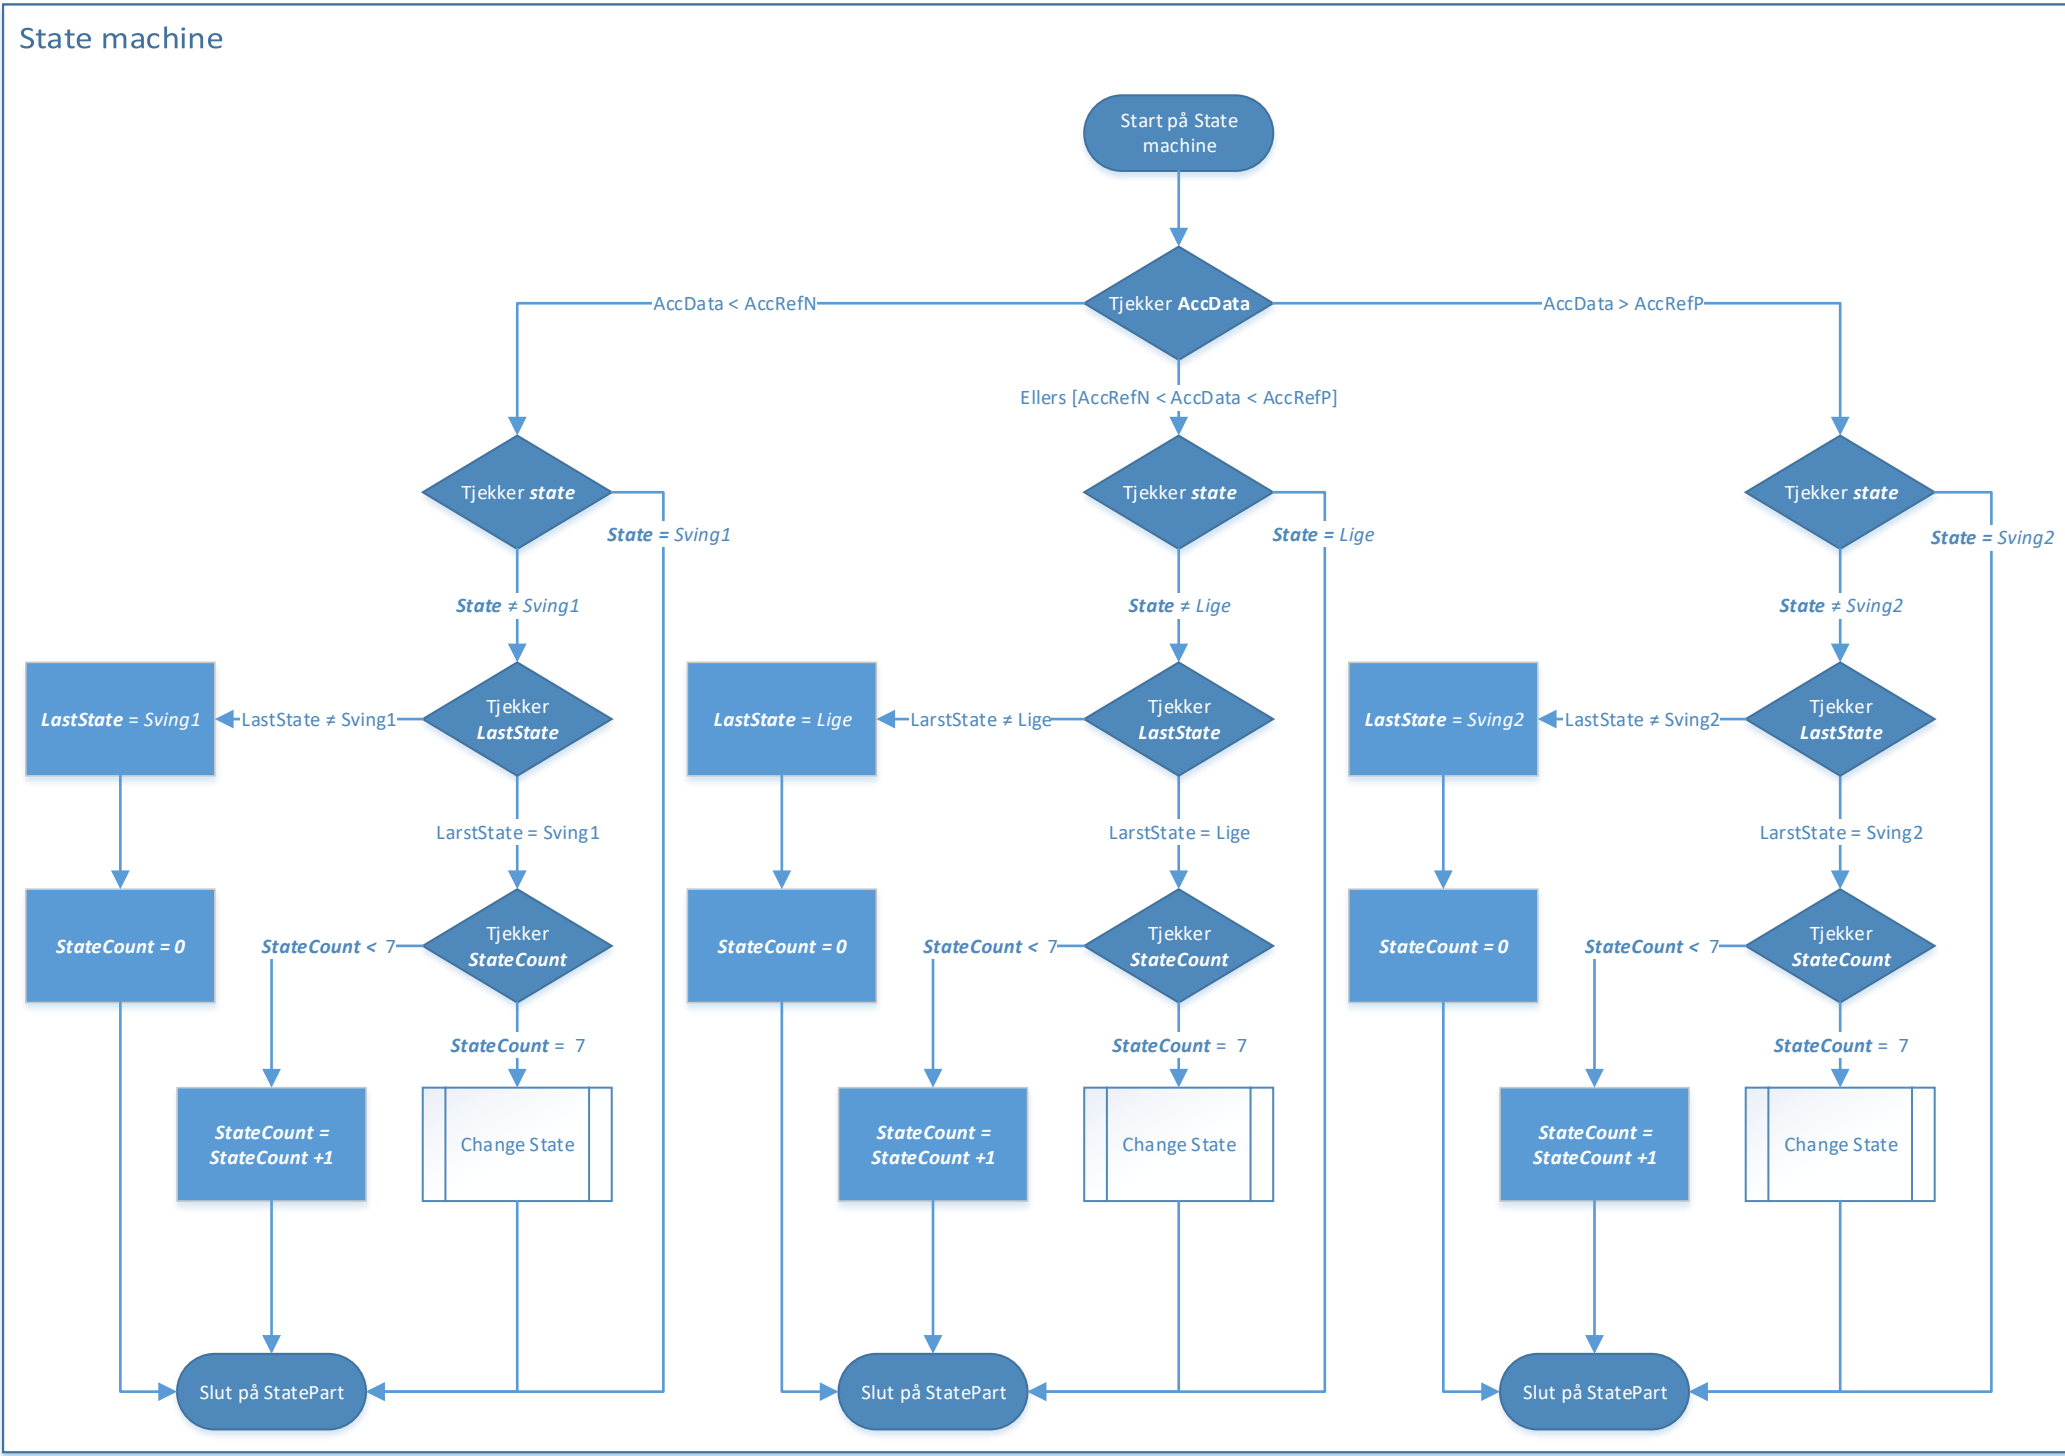 State machine
Start på State
machine
Tjekker AccData
AccData < AccRefN
AccData > AccRefP
Ellers [AccRefN < AccData < AccRefP]
Tjekker state
State = Sving1
State ≠ Sving1
Tjekker
LastState
LastState ≠ Sving1
LastState = Sving1
LarstState = Sving1
StateCount = 0
Tjekker
StateCount
StateCount < 7
StateCount = 7
StateCount =
StateCount +1
Change State
Slut på StatePart
Tjekker state
State = Lige
State ≠ Lige
Tjekker
LastState
LarstState ≠ Lige
LastState = Lige
LarstState = Lige
StateCount = 0
Tjekker
StateCount
StateCount < 7
StateCount = 7
StateCount =
StateCount +1
Change State
Slut på StatePart
Tjekker state
State = Sving2
State ≠ Sving2
Tjekker
LastState
LastState ≠ Sving2
LastState = Sving2
LarstState = Sving2
StateCount = 0
Tjekker
StateCount
StateCount < 7
StateCount = 7
StateCount =
StateCount +1
Change State
Slut på StatePart